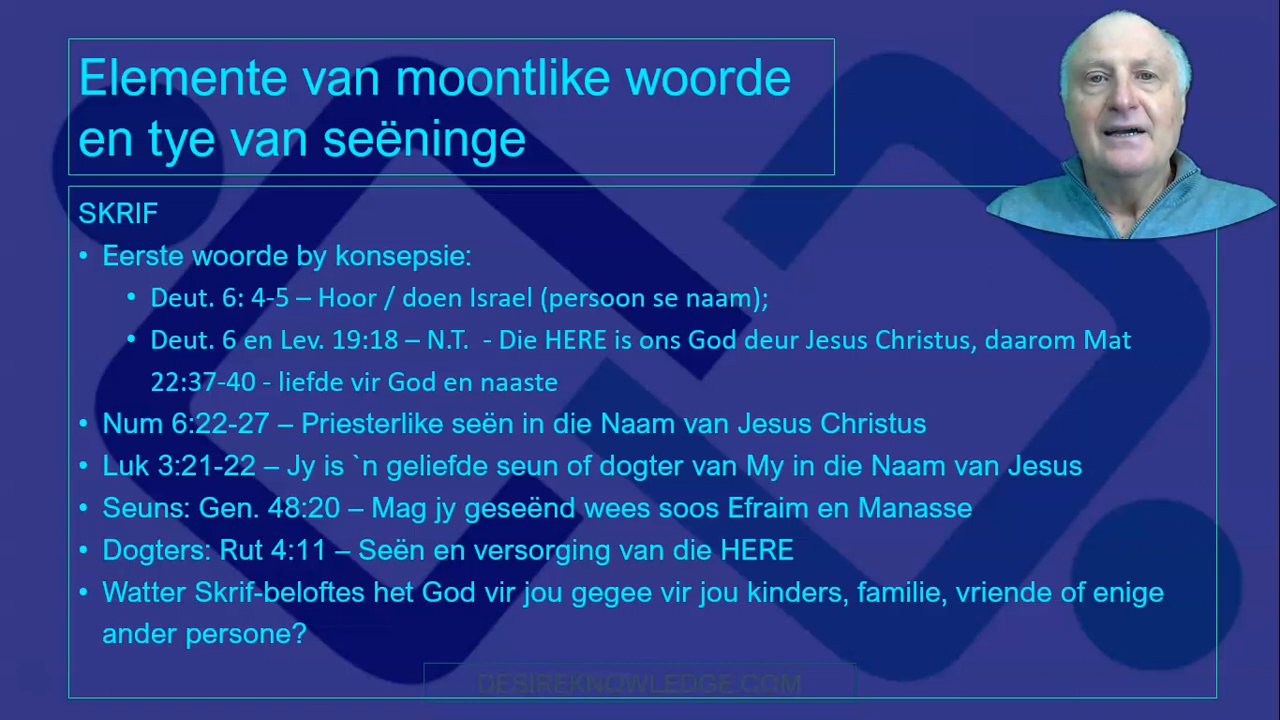 Elemente van moontlike woorde
en tye van seëninge
SKRIF
• Eerste woorde by konsepsie:
• Deut. 6: 4-5 – Hoor / doen Israel (persoon se naam);
• Deut. 6 en Lev. 19:18 – N.T.  - Die HERE is ons God deur Jesus Christus, daarom Mat
22:37-40 - liefde vir God en naaste
• Num 6:22-27 – Priesterlike seën in die Naam van Jesus Christus
• Luk 3:21-22 – Jy is `n geliefde seun of dogter van My in die Naam van Jesus
• Seuns: Gen. 48:20 – Mag jy geseënd wees soos Efraim en Manasse
• Dogters: Rut 4:11 – Seën en versorging van die HERE
• Watter Skrif-beloftes het God vir jou gegee vir jou kinders, familie, vriende of enige
ander persone?
DESIREKNOWLEDGE.COM